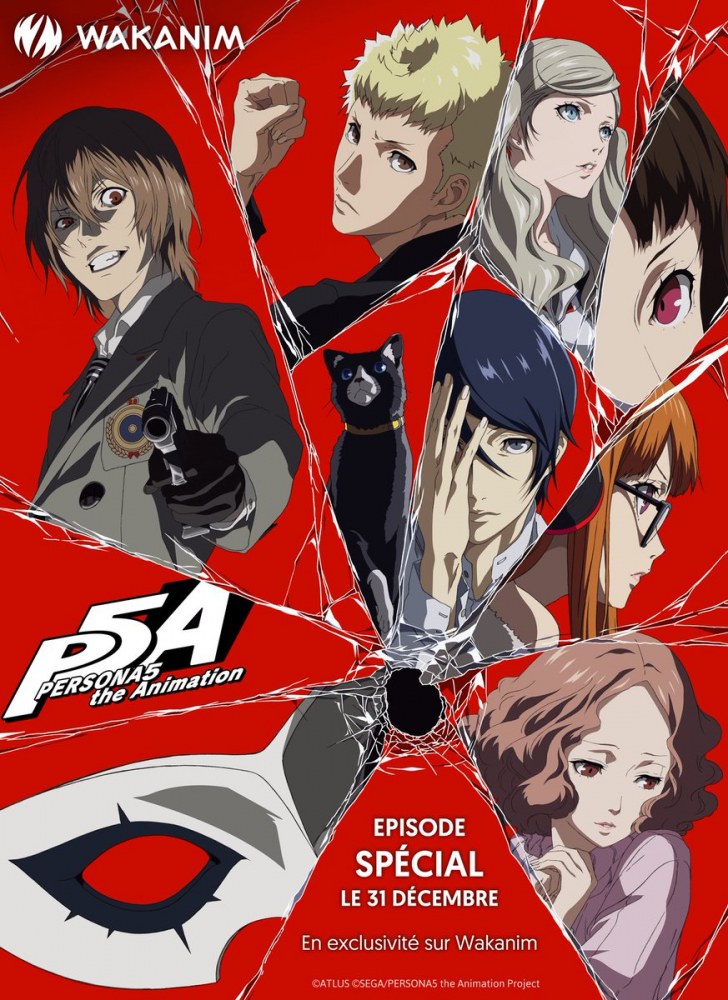 WAKANIM
P5A
PERSONA5
the Animation
EPISODE
SPÉCIAL
LE 31 DÉCEMBRE
En exclusivité sur Wakanim
©ATLUS ©SEGA/PERSONA5 the Animation Project